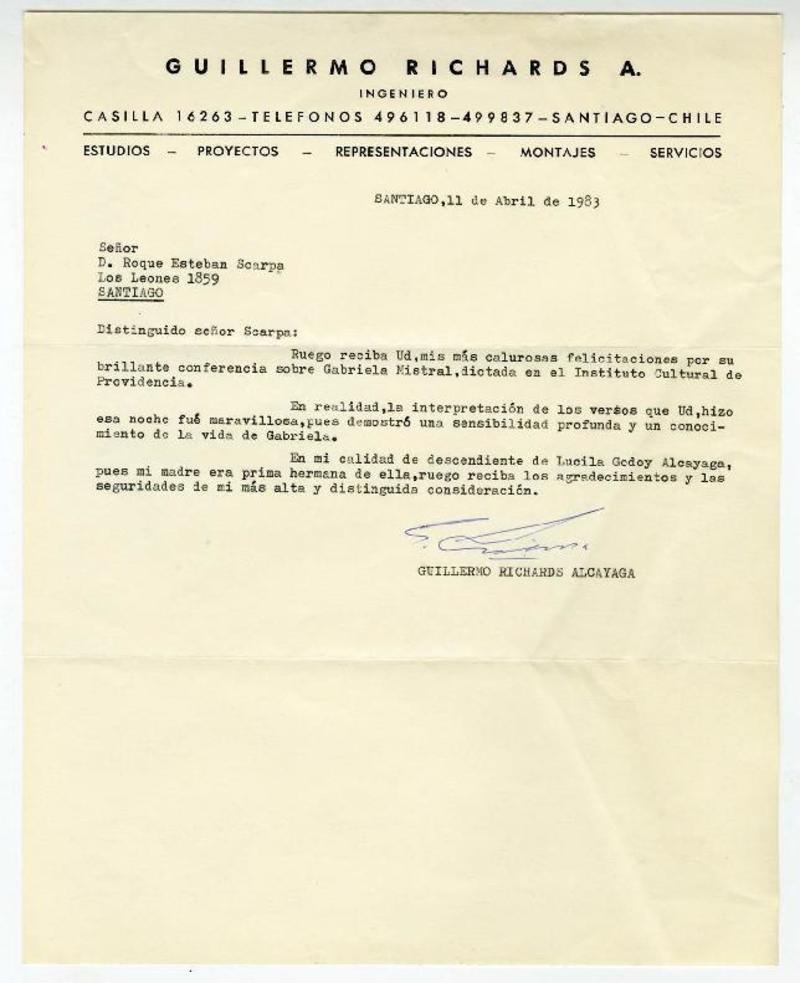 GUILLERMO RICHARDS A.
INGENIERO
CASILLA 16263-TELEFONOS 496118-499837-SANTIAGO-CHILE
ESTUDIOS - PROYECTOS - REPRESENTACIONES - MONTAJES - SERVICIOS
SANTIAGO,11 de Abril de 1983
Señor
D. Roque Esteban Scarpa
Los Leones 1859
SANTIAGO
Distinguido señor Scarpa:
Ruego reciba Ud,mis más calurosas felicitaciones por su
brillante conferencia sobre Gabriela Mistral,dictada en el Instituto Cultural de
Providencia.
En realidad,la interpretación de los versos que Ud,hizo
esa noche fué maravillosa,pues demostró una sensibilidad profunda y un conoci-
miento de la vida de Gabriela.
En mi calidad de descendiente de Lucila Godoy Alcayaga,
pues mi madre era prima hermana de ella,ruego reciba los agradecimientos y las
seguridades de mi más alta y distinguida consideración.
GUILLERMO RICHARDS ALCAYAGA